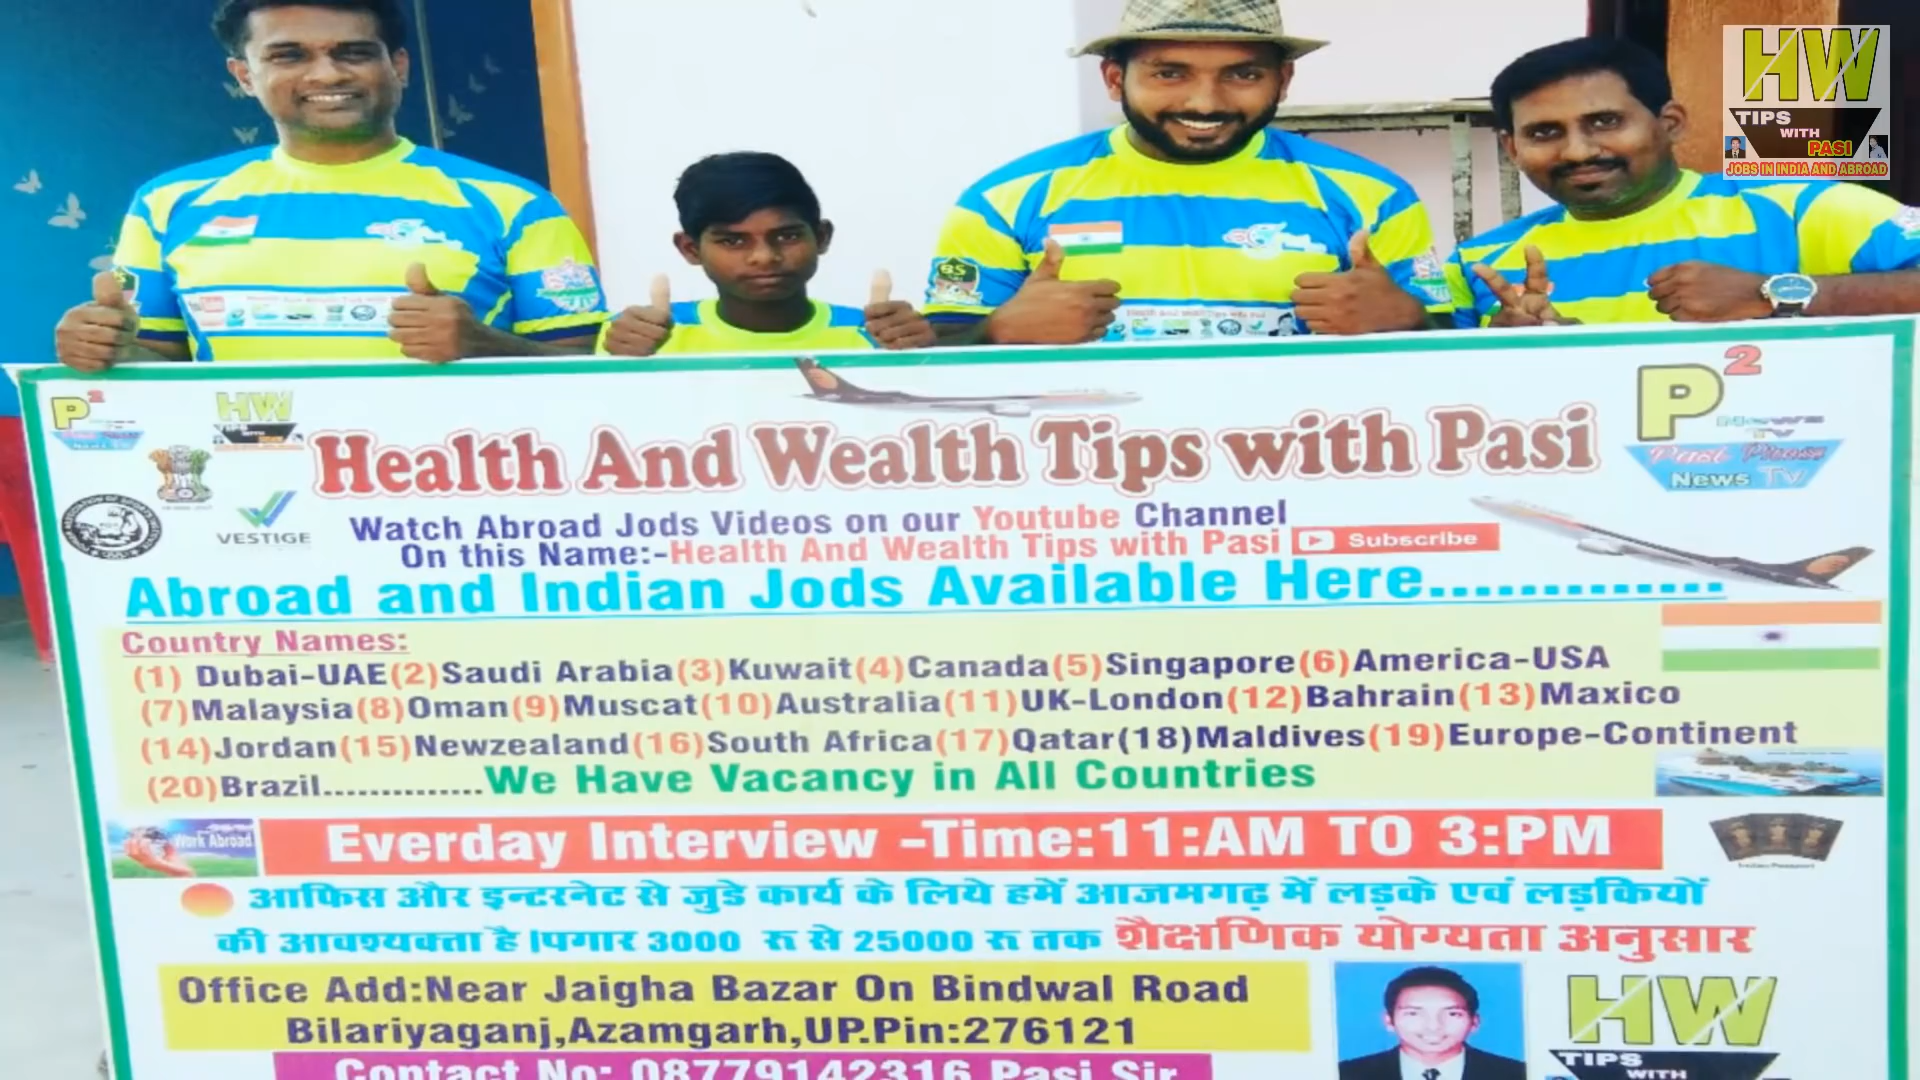 HW
TIPS
WITH
PASI
JOBS IN INDIA AND ABROAD
BS
P2
HW
TIPS
WITH
P2
News
TV
Health And Wealth Tips with Pasi
News TV
VESTIGE
Watch Abroad Jods Videos on our Youtube Channel
On this Name:-Health And Wealth Tips with Pasi Subscribe
Abroad and Indian Jods Available Here.............
Country Names:
(1) Dubai-UAE(2)Saudi Arabia(3)Kuwait(4)Canada(5)Singapore(6)America-USA
(7)Malaysia(8)Oman(9)Muscat(10)Australia(11)UK-London(12)Bahrain(13)Maxico
(14)Jordan(15)Newzealand(16)South Africa(17)Qatar(18)Maldives(19)Europe-Continent
(20)Brazil..............We Have Vacancy in All Countries
Work Abroad
Everday Interview -Time:11:AM TO 3:PM
आफिस और इन्टरनेट से जुडे कार्य के लिये हमें आजमगढ़ में लड़के एवं लड़कियों
की आवश्यक्ता है।पगार 3000 रू से 25000 रू तक शैक्षणिक योग्यता अनुसार
Office Add:Near Jaigha Bazar On Bindwal Road
Bilariyaganj,Azamgarh,UP.Pin:276121
Contact No: 08779142316 Pasi Sir
HW
TIPS
WITH